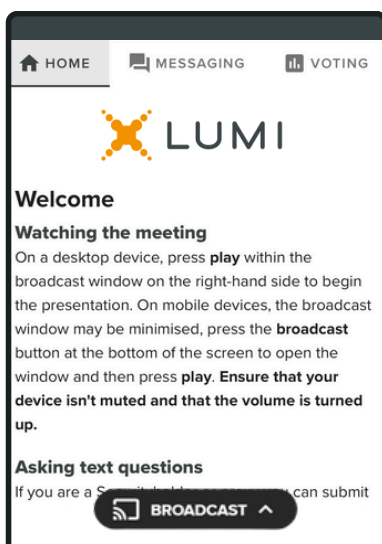 HOME MESSAGING VOTING
LUMI
Welcome
Watching the meeting
On a desktop device, press play within the
broadcast window on the right-hand side to begin
the presentation. On mobile devices, the broadcast
window may be minimised, press the broadcast
button at the bottom of the screen to open the
window and then press play. Ensure that your
device isn't muted and that the volume is turned
up.
Asking text questions
If you are a can submit
BROADCAST